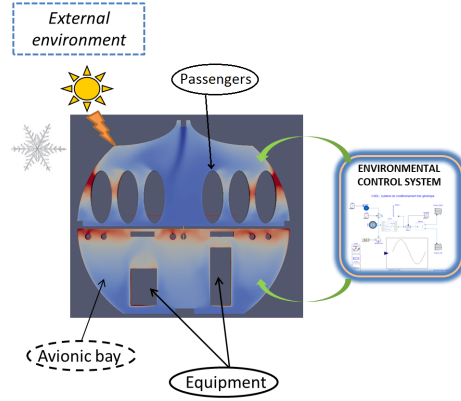 External
environment
Passengers
ENVIRONMENTAL
CONTROL SYSTEM
Avionic bay
Equipment